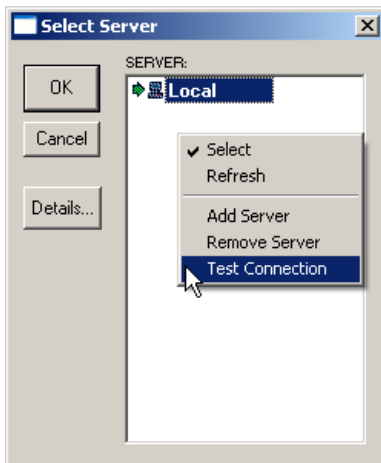 Select Server
SERVER:
OK
Local
Cancel
Select
Refresh
Details...
Add Server
Remove Server
Test Connection